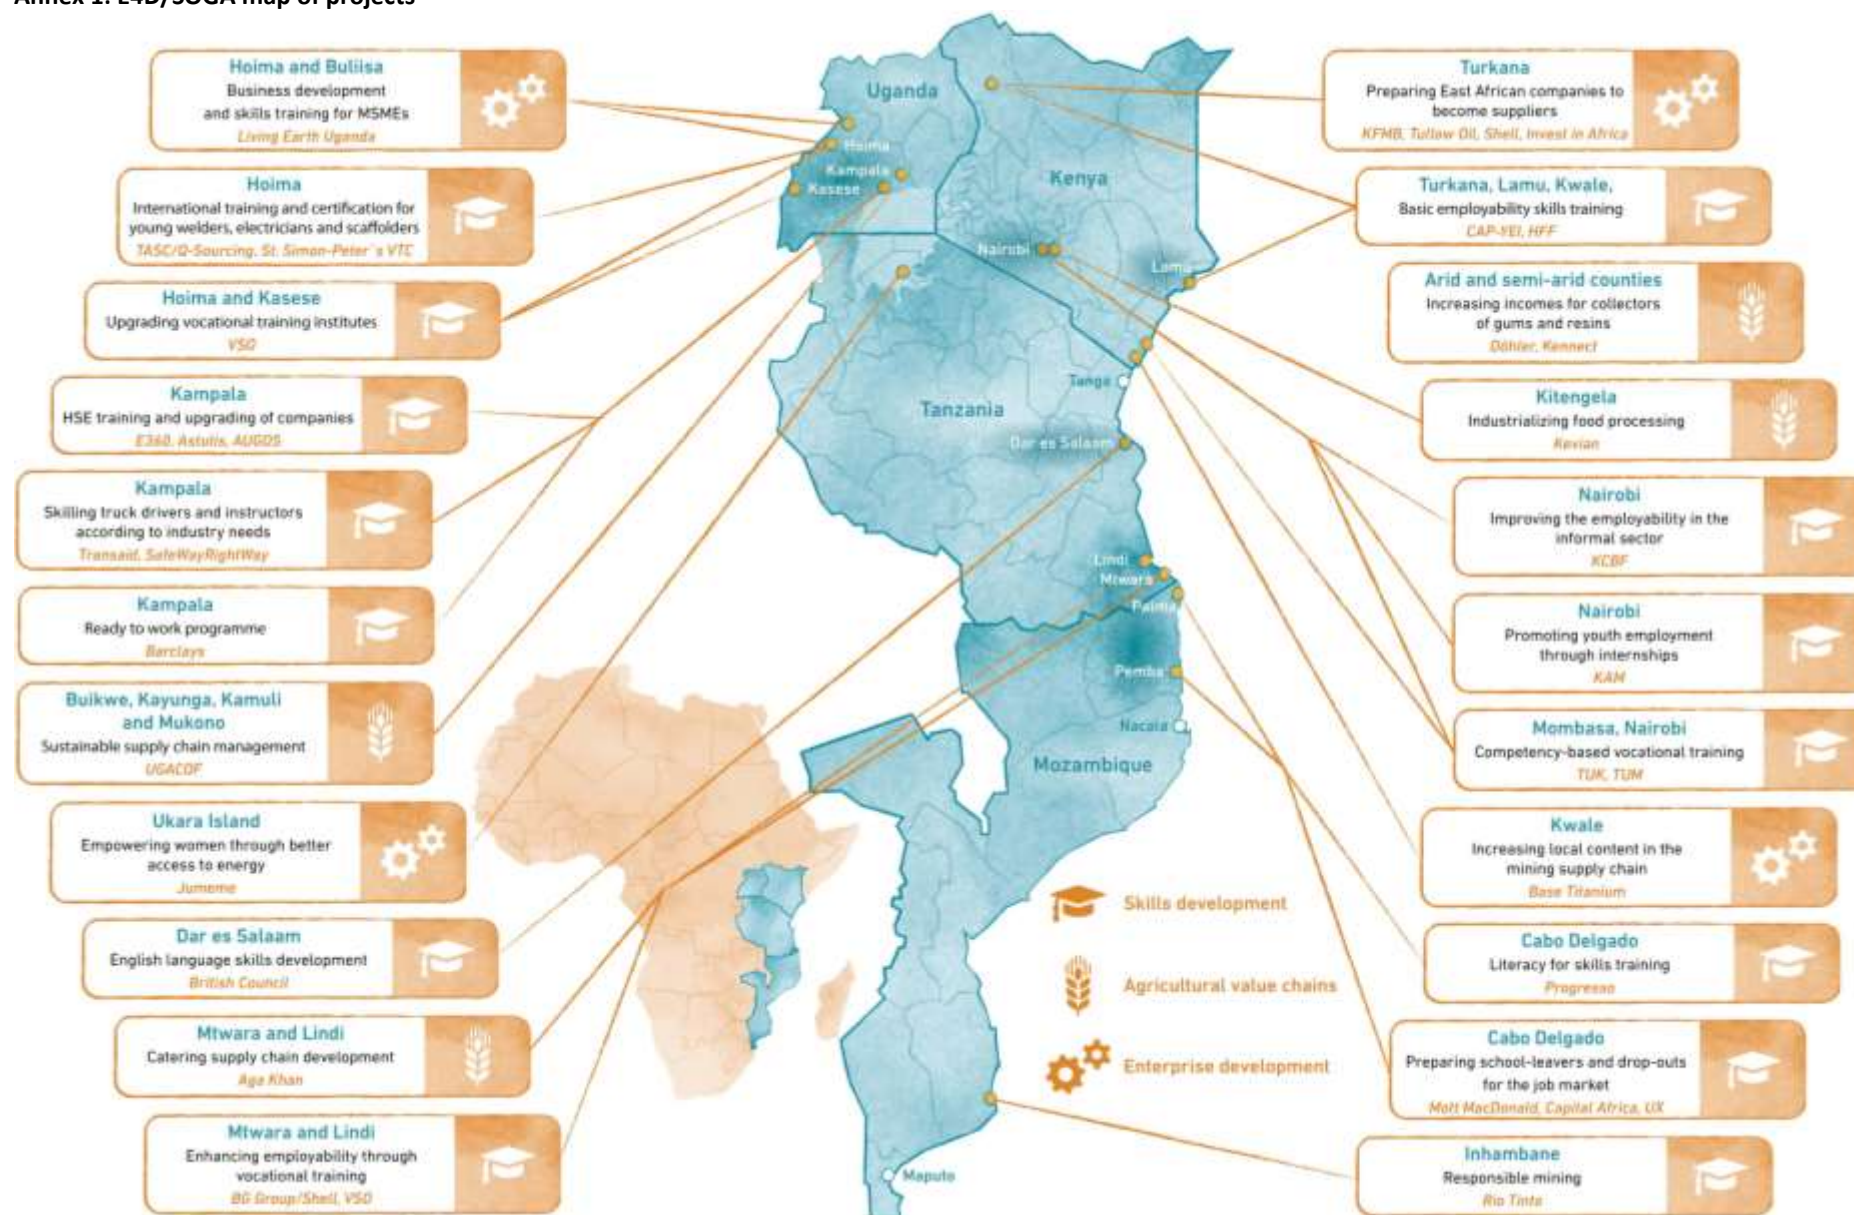 Annex 1: E4D/SOGA map of projects
Hoima and Buliisa
Business development
and skills training for MSMEs
Living Earth Uganda
Hoima
International training and certification for
young welders, electricians and scaffolders
TASC/Q-Sourcing, St. Simon-Peter´s VTC
Hoima and Kasese
Upgrading vocational training institutes
VSO
Kampala
HSE training and upgrading of companies
E360, Astutis, AUGOS
Kampala
Skilling truck drivers and instructors
according to industry needs
Transaid, SafeWayRightWay
Kampala
Ready to work programme
Barclays
Buikwe, Kayunga, Kamuli
and Mukono
Sustainable supply chain management
UGACOF
Ukara Island
Empowering women through better
access to energy
Jumeme
Dar es Salaam
English language skills development
British Council
Mtwara and Lindi
Catering supply chain development
Aga Khan
Mtwara and Lindi
Enhancing employability through
vocational training
BG Group/Shell, VSO
Uganda
Hoima
Kampala
Kasese
Kenya
Nairobi
Lamu
Tanga
Tanzania
Dar es Salaam
Lindi
Mtwara
Palma
Pemba
Nacala
Mozambique
Maputo
Skills development
Agricultural value chains
Enterprise development
Turkana
Preparing East African companies to
become suppliers
KFMB, Tullow Oil, Shell, Invest in Africa
Turkana, Lamu, Kwale,
Basic employability skills training
CAP-YEI, HFF
Arid and semi-arid counties
Increasing incomes for collectors
of gums and resins
Döhler, Kennect
Kitengela
Industrializing food processing
Kevian
Nairobi
Improving the employability in the
informal sector
KCBF
Nairobi
Promoting youth employment
through internships
KAM
Mombasa, Nairobi
Competency-based vocational training
TUK, TUM
Kwale
Increasing local content in the
mining supply chain
Base Titanium
Cabo Delgado
Literacy for skills training
Progresso
Cabo Delgado
Preparing school-leavers and drop-outs
for the job market
Mott MacDonald, Capital Africa, UX
Inhambane
Responsible mining
Rio Tinto